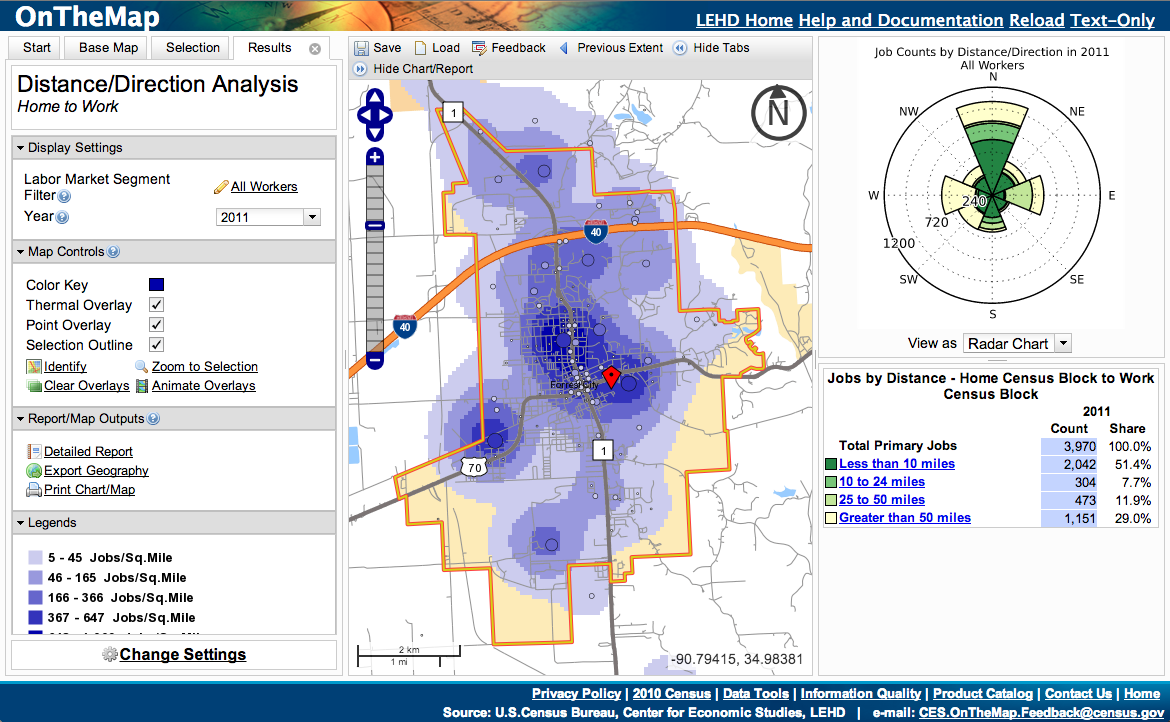 OnTheMap
LEHD Home Help and Documentation Reload Text-Only
Start Base Map Selection Results
Distance/Direction Analysis
Home to Work
Display Settings
Labor Market Segment
Filter
All Workers
Year
2011
Map Controls
Color Key
Thermal Overlay
Point Overlay
Selection Outline
Identify Zoom to Selection
Clear Overlays Animate Overlays
Report/Map Outputs
Detailed Report
Export Geography
Print Chart/Map
Legends
5 - 45 Jobs/Sq.Mile
46 - 165 Jobs/Sq.Mile
166 - 366 Jobs/Sq.Mile
367 - 647 Jobs/Sq.Mile
Change Settings
Save Load Feedback Previous Extent Hide Tabs
Hide Chart/Report
1
N
40
40
Forrest City
1
70
2 km
1 mi
-90.79415, 34.98381
Job Counts by Distance/Direction in 2011
All Workers
N
NW NE
W E
240
720
1200
SW SE
S
View as Radar Chart
Jobs by Distance - Home Census Block to Work
Census Block
2011
Count Share
Total Primary Jobs 3,970 100.0%
Less than 10 miles 2,042 51.4%
10 to 24 miles 304 7.7%
25 to 50 miles 473 11.9%
Greater than 50 miles 1,151 29.0%
Privacy Policy | 2010 Census | Data Tools | Information Quality | Product Catalog | Contact Us | Home
Source: U.S.Census Bureau, Center for Economic Studies, LEHD | e-mail: CES.OnTheMap.Feedback@census.gov